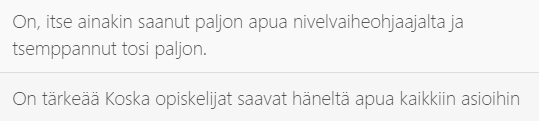 On, itse ainakin saanut paljon apua nivelvaiheohjaajalta ja
tsemppannut tosi paljon.
On tärkeää Koska opiskelijat saavat häneltä apua kaikkiin asioihin